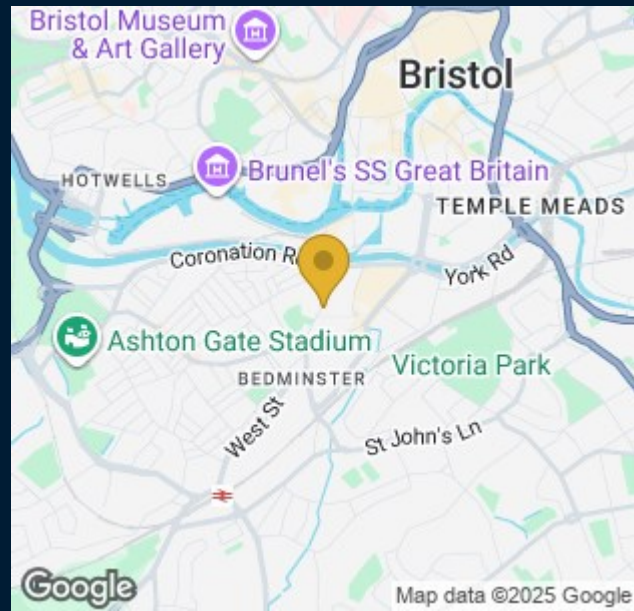 Bristol Museum
& Art Gallery
Bristol
HOTWELLS
Brunel's SS Great Britain
TEMPLE MEADS
Coronation R
York Rd
Ashton Gate Stadium
Victoria Park
BEDMINSTER
West St
St John's Ln
Google
Map data ©2025 Google